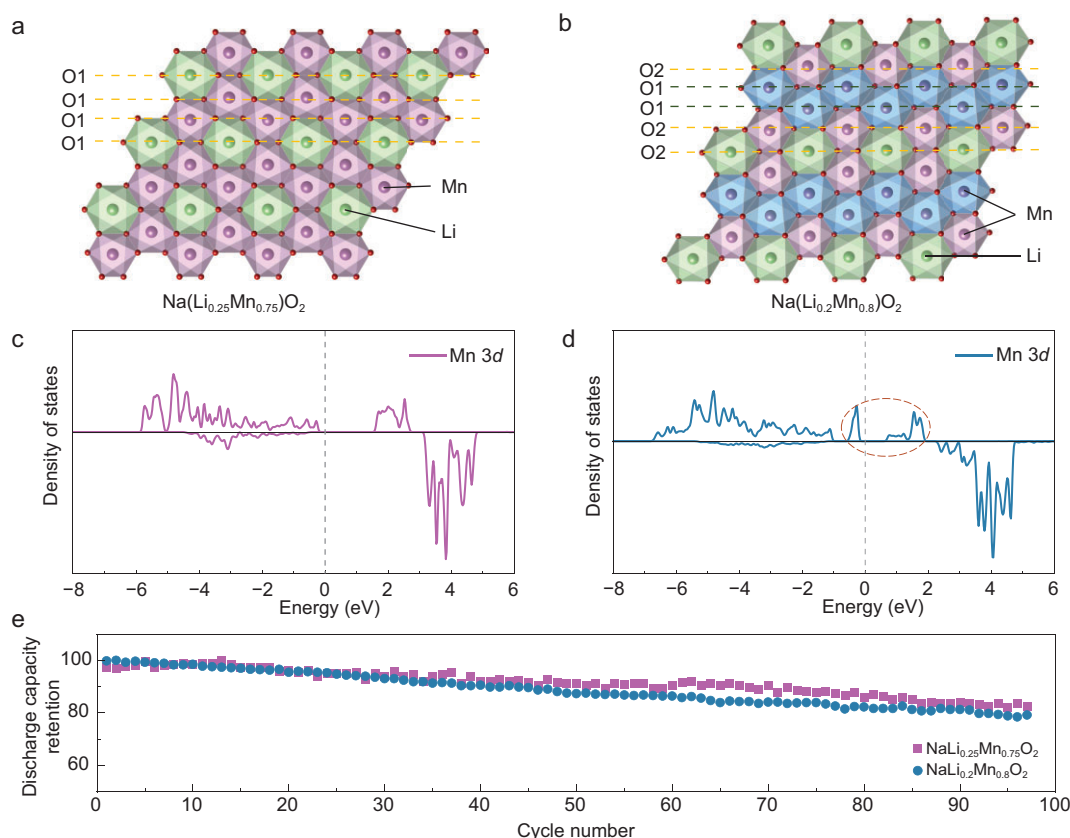 a
O1
O1
O1
O1
Mn
Li
Na(Li0.25Mn0.75)O2
b
O2
O1
O1
O2
O2
Mn
Li
Na(Li0.2Mn0.8)O2
c
Mn 3d
Density of states
−8 −6 −4 −2 0 2 4 6
Energy (eV)
d
Mn 3d
Density of states
−8 −6 −4 −2 0 2 4 6
Energy (eV)
e
Discharge capacity
retention
100
80
60
NaLi0.25Mn0.75O2
NaLi0.2Mn0.8O2
0 10 20 30 40 50 60 70 80 90 100
Cycle number